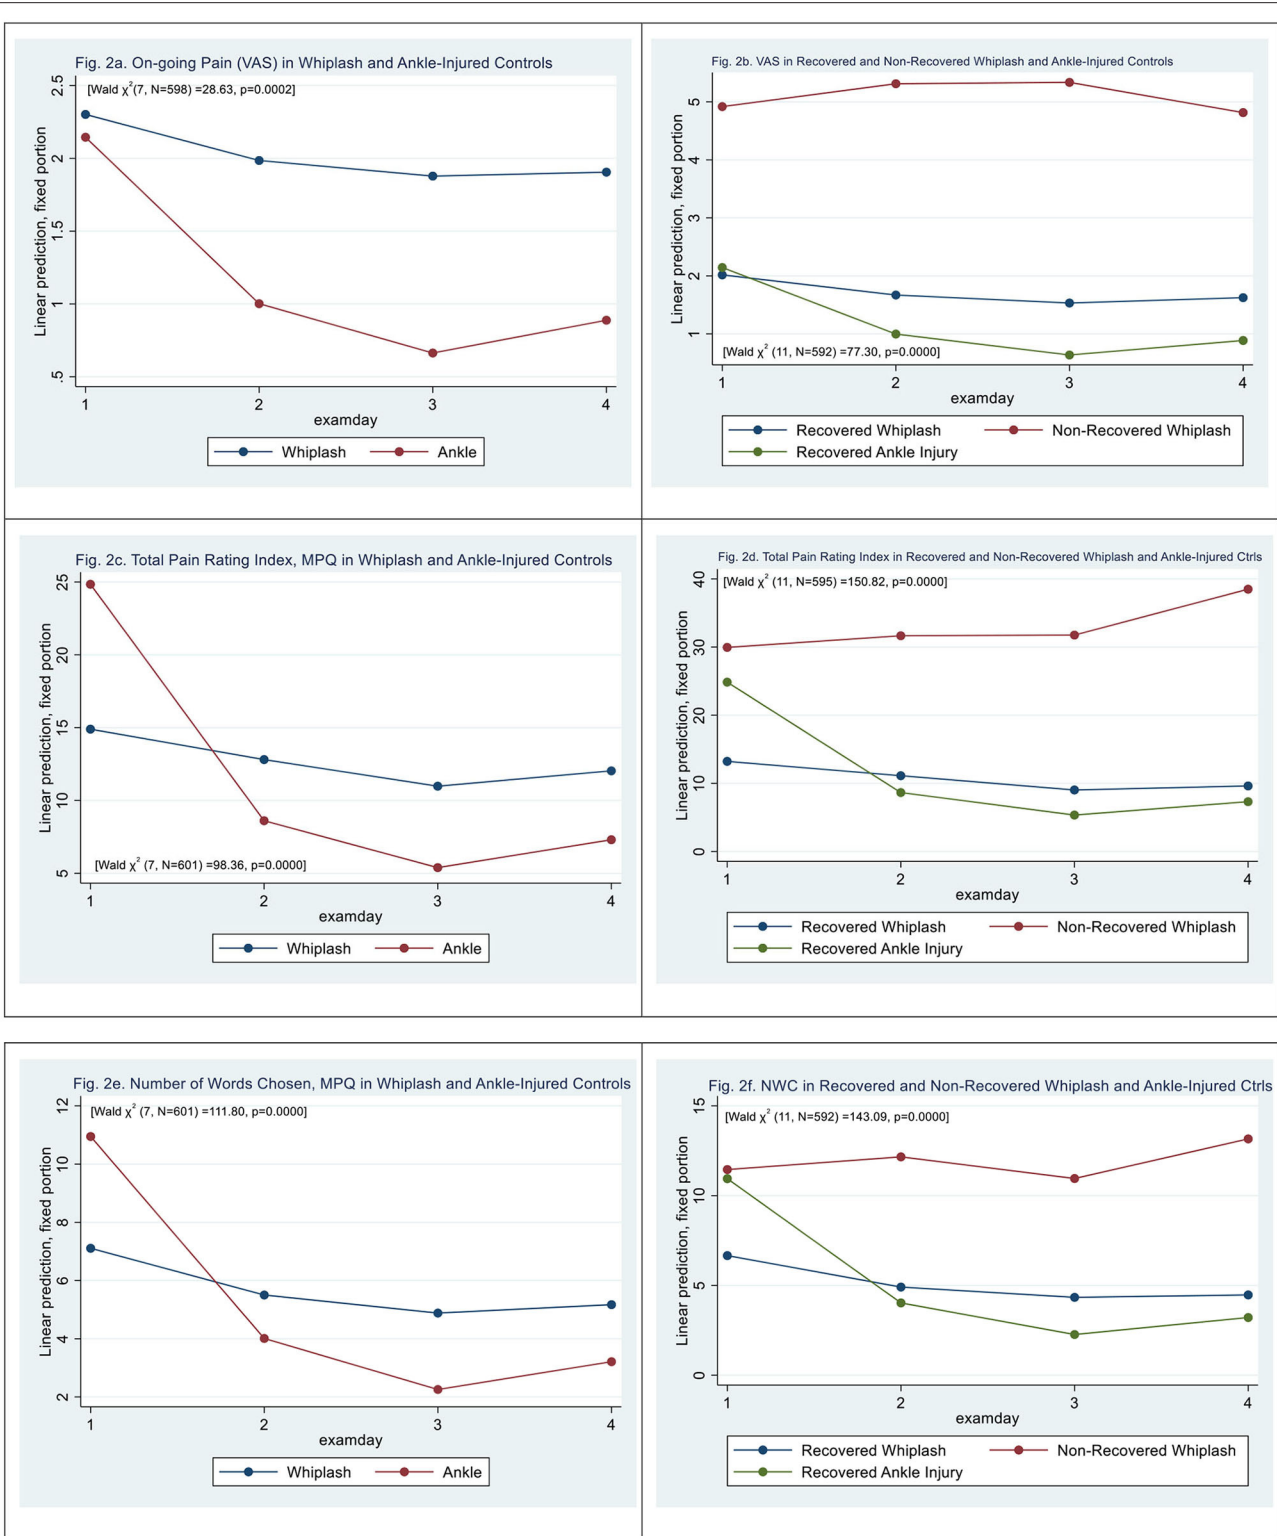 Fig. 2a. On-going Pain (VAS) in Whiplash and Ankle-Injured Controls
[Wald χ²(7, N=598) =28.63, p=0.0002]
Linear prediction, fixed portion
2.5
2
1.5
1
.5
1 2 3 4
examday
Whiplash Ankle
Fig. 2b. VAS in Recovered and Non-Recovered Whiplash and Ankle-Injured Controls
Linear prediction, fixed portion
5
4
3
2
1
[Wald χ² (11, N=592) =77.30, p=0.0000]
1 2 3 4
examday
Recovered Whiplash Non-Recovered Whiplash
Recovered Ankle Injury
Fig. 2c. Total Pain Rating Index, MPQ in Whiplash and Ankle-Injured Controls
Linear prediction, fixed portion
25
20
15
10
5
[Wald χ² (7, N=601) =98.36, p=0.0000]
1 2 3 4
examday
Whiplash Ankle
Fig. 2d. Total Pain Rating Index in Recovered and Non-Recovered Whiplash and Ankle-Injured Ctrls
[Wald χ² (11, N=595) =150.82, p=0.0000]
Linear prediction, fixed portion
40
30
20
10
0
1 2 3 4
examday
Recovered Whiplash Non-Recovered Whiplash
Recovered Ankle Injury
Fig. 2e. Number of Words Chosen, MPQ in Whiplash and Ankle-Injured Controls
[Wald χ² (7, N=601) =111.80, p=0.0000]
Linear prediction, fixed portion
12
10
8
6
4
2
1 2 3 4
examday
Whiplash Ankle
Fig. 2f. NWC in Recovered and Non-Recovered Whiplash and Ankle-Injured Ctrls
[Wald χ² (11, N=592) =143.09, p=0.0000]
Linear prediction, fixed portion
15
10
5
0
1 2 3 4
examday
Recovered Whiplash Non-Recovered Whiplash
Recovered Ankle Injury